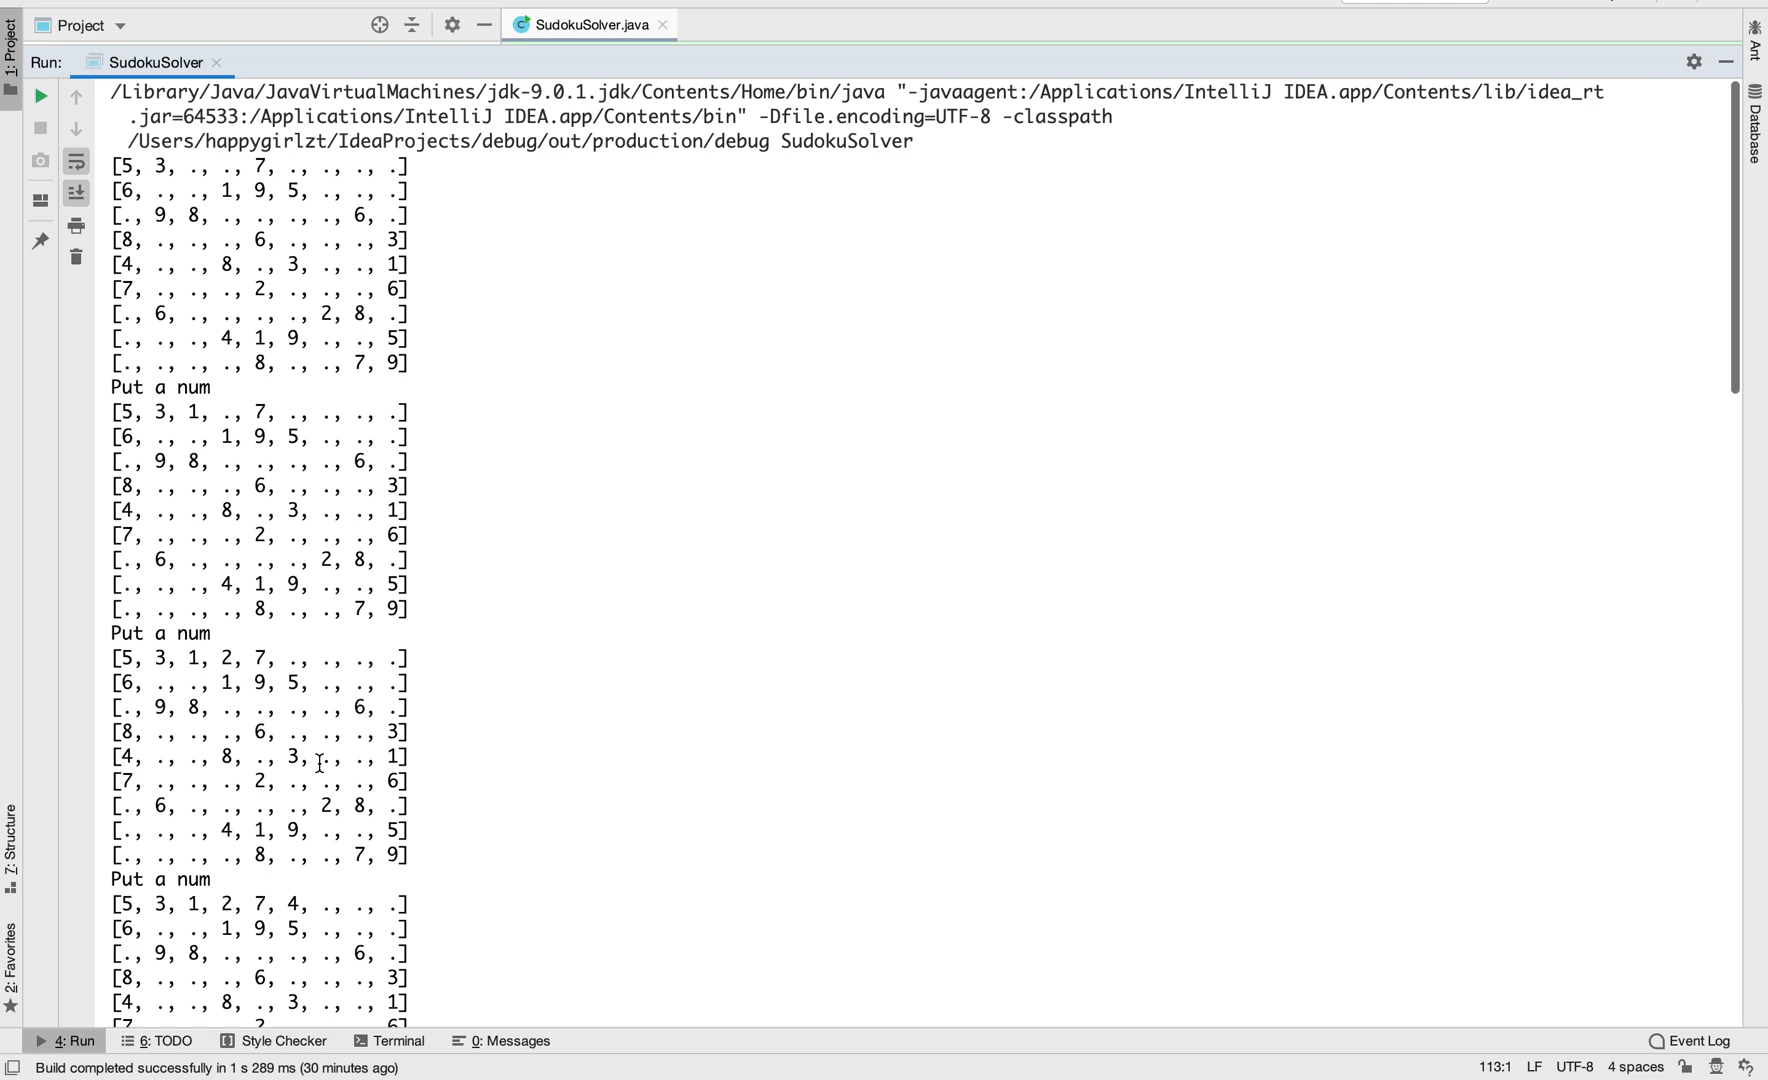 1: Project
Project
SudokuSolver.java
Ant
Run:
SudokuSolver
Database
/Library/Java/JavaVirtualMachines/jdk-9.0.1.jdk/Contents/Home/bin/java "-javaagent:/Applications/IntelliJ IDEA.app/Contents/lib/idea_rt
.jar=64533:/Applications/IntelliJ IDEA.app/Contents/bin" -Dfile.encoding=UTF-8 -classpath
/Users/happygirlzt/IdeaProjects/debug/out/production/debug SudokuSolver
[5, 3, ., ., 7, ., ., ., .]
[6, ., ., 1, 9, 5, ., ., .]
[., 9, 8, ., ., ., ., 6, .]
[8, ., ., ., 6, ., ., ., 3]
[4, ., ., 8, ., 3, ., ., 1]
[7, ., ., ., 2, ., ., ., 6]
[., 6, ., ., ., ., 2, 8, .]
[., ., ., 4, 1, 9, ., ., 5]
[., ., ., ., 8, ., ., 7, 9]
Put a num
[5, 3, 1, ., 7, ., ., ., .]
[6, ., ., 1, 9, 5, ., ., .]
[., 9, 8, ., ., ., ., 6, .]
[8, ., ., ., 6, ., ., ., 3]
[4, ., ., 8, ., 3, ., ., 1]
[7, ., ., ., 2, ., ., ., 6]
[., 6, ., ., ., ., 2, 8, .]
[., ., ., 4, 1, 9, ., ., 5]
[., ., ., ., 8, ., ., 7, 9]
Put a num
[5, 3, 1, 2, 7, ., ., ., .]
[6, ., ., 1, 9, 5, ., ., .]
[., 9, 8, ., ., ., ., 6, .]
[8, ., ., ., 6, ., ., ., 3]
[4, ., ., 8, ., 3, ., ., 1]
[7, ., ., ., 2, ., ., ., 6]
[., 6, ., ., ., ., 2, 8, .]
[., ., ., 4, 1, 9, ., ., 5]
[., ., ., ., 8, ., ., 7, 9]
Put a num
[5, 3, 1, 2, 7, 4, ., ., .]
[6, ., ., 1, 9, 5, ., ., .]
[., 9, 8, ., ., ., ., 6, .]
[8, ., ., ., 6, ., ., ., 3]
[4, ., ., 8, ., 3, ., ., 1]
7: Structure
2: Favorites
4: Run
6: TODO
Style Checker
Terminal
0: Messages
Event Log
Build completed successfully in 1 s 289 ms (30 minutes ago)
113:1
LF
UTF-8
4 spaces